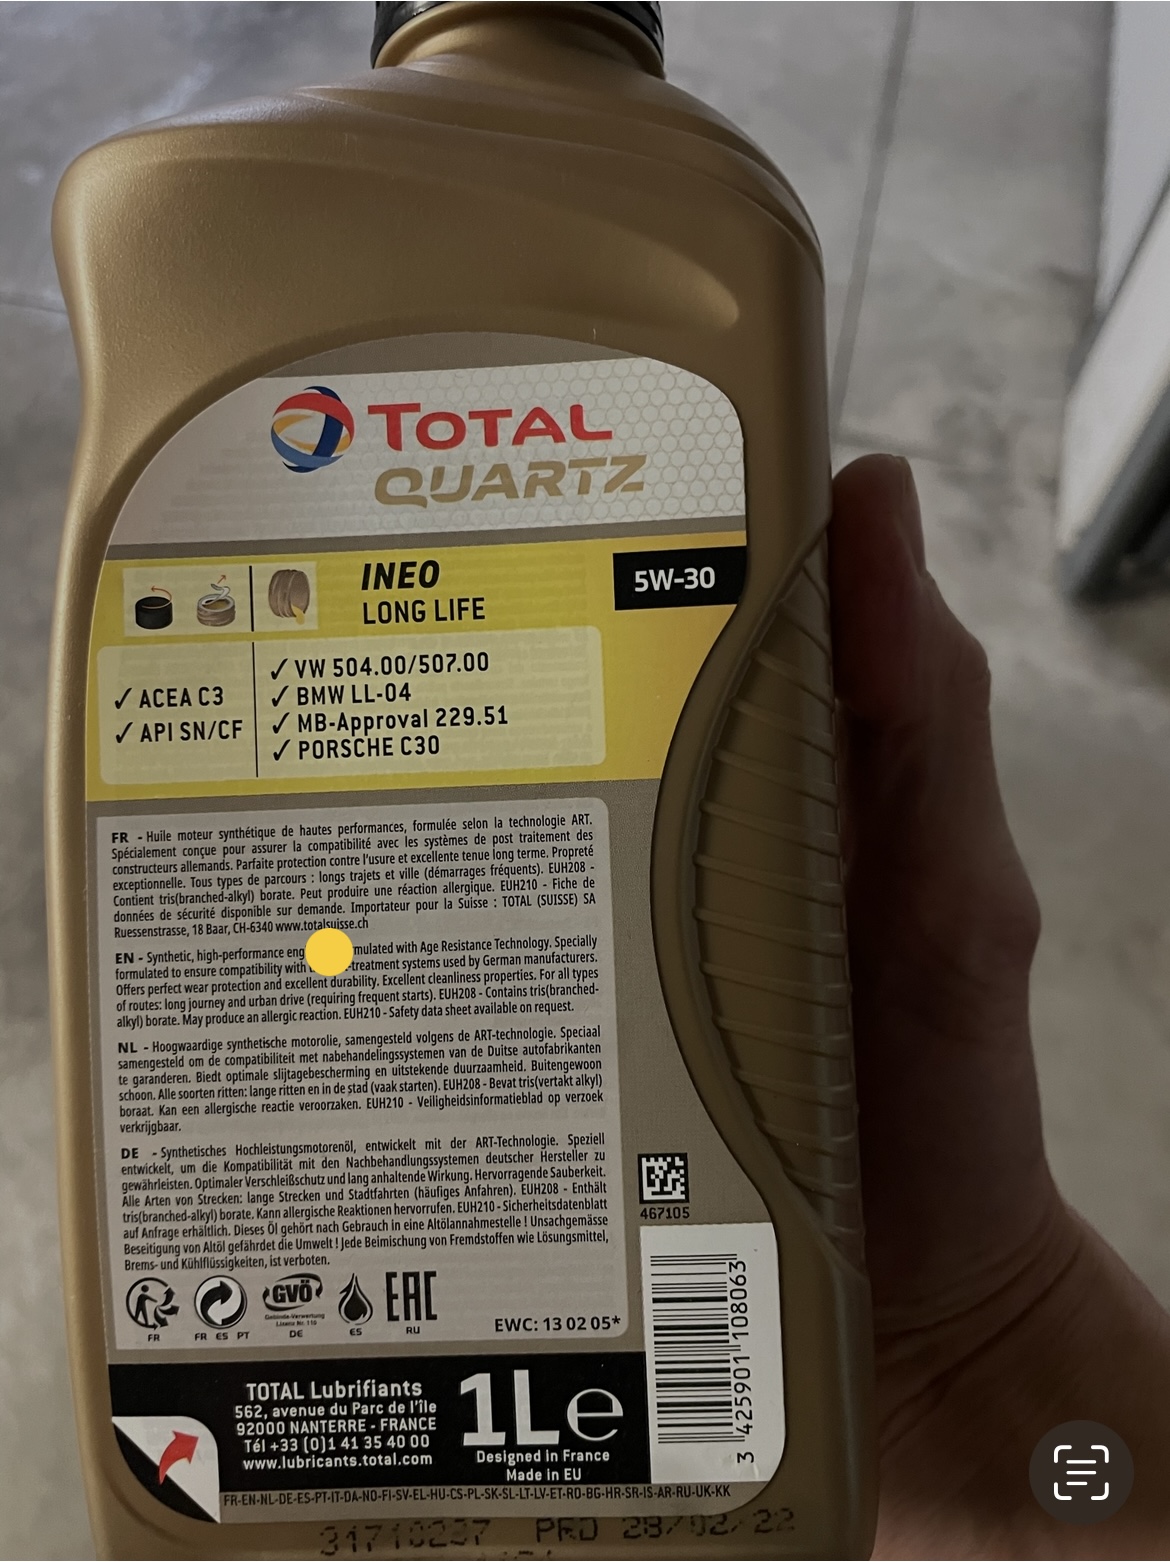 TOTAL
QUARTZ
INEO
LONG LIFE
5W-30
✓ ACEA C3
✓ API SN/CF
✓ VW 504.00/507.00
✓ BMW LL-04
✓ MB-Approval 229.51
✓ PORSCHE C30
FR - Huile moteur synthétique de hautes performances, formulée selon la technologie ART.
Spécialement conçue pour assurer la compatibilité avec les systèmes de post traitement des
constructeurs allemands. Parfaite protection contre l'usure et excellente tenue long terme. Propreté
exceptionnelle. Tous types de parcours : longs trajets et ville (démarrages fréquents). EUH208 -
Contient tris(branched-alkyl) borate. Peut produire une réaction allergique. EUH210 - Fiche de
données de sécurité disponible sur demande. Importateur pour la Suisse : TOTAL (SUISSE) SA
Ruessenstrasse, 18 Baar, CH-6340 www.totalsuisse.ch
EN - Synthetic, high-performance eng mulated with Age Resistance Technology. Specially
formulated to ensure compatibility with -treatment systems used by German manufacturers.
Offers perfect wear protection and excellent durability. Excellent cleanliness properties. For all types
of routes: long journey and urban drive (requiring frequent starts). EUH208 - Contains tris(branched-
alkyl) borate. May produce an allergic reaction. EUH210 - Safety data sheet available on request.
NL - Hoogwaardige synthetische motorolie, samengesteld volgens de ART-technologie. Speciaal
samengesteld om de compatibiliteit met nabehandelingssystemen van de Duitse autofabrikanten
te garanderen. Biedt optimale slijtagebescherming en uitstekende duurzaamheid. Buitengewoon
schoon. Alle soorten ritten: lange ritten en in de stad (vaak starten). EUH208 - Bevat tris(vertakt alkyl)
boraat. Kan een allergische reactie veroorzaken. EUH210 - Veiligheidsinformatieblad op verzoek
verkrijgbaar.
DE - Synthetisches Hochleistungsmotorenöl, entwickelt mit der ART-Technologie. Speziell
entwickelt, um die Kompatibilität mit den Nachbehandlungssystemen deutscher Hersteller zu
gewährleisten. Optimaler Verschleißschutz und lang anhaltende Wirkung. Hervorragende Sauberkeit.
Alle Arten von Strecken: lange Strecken und Stadtfahrten (häufiges Anfahren). EUH208 - Enthält
tris(branched-alkyl) borate. Kann allergische Reaktionen hervorrufen. EUH210 - Sicherheitsdatenblatt
auf Anfrage erhältlich. Dieses Öl gehört nach Gebrauch in eine Altölannahmestelle ! Unsachgemässe
Beseitigung von Altöl gefährdet die Umwelt ! Jede Beimischung von Fremdstoffen wie Lösungsmittel,
Brems- und Kühlflüssigkeiten, ist verboten.
467105
FR
FR ES PT
GVÖ
Gebinde-Verwertung
Lizenz Nr. 110
DE
ES
EAC
RU
EWC: 13 02 05*
TOTAL Lubrifiants
562, avenue du Parc de l'île
92000 NANTERRE - FRANCE
Tél +33 (0)1 41 35 40 00
www.lubricants.total.com
1L e
Designed in France
Made in EU
3 425901 108063
FR-EN-NL-DE-ES-PT-IT-DA-NO-FI-SV-EL-HU-CS-PL-SK-SL-LT-LV-ET-RO-BG-HR-SR-IS-AR-RU-UK-KK
31710237 PRD 28/02/22